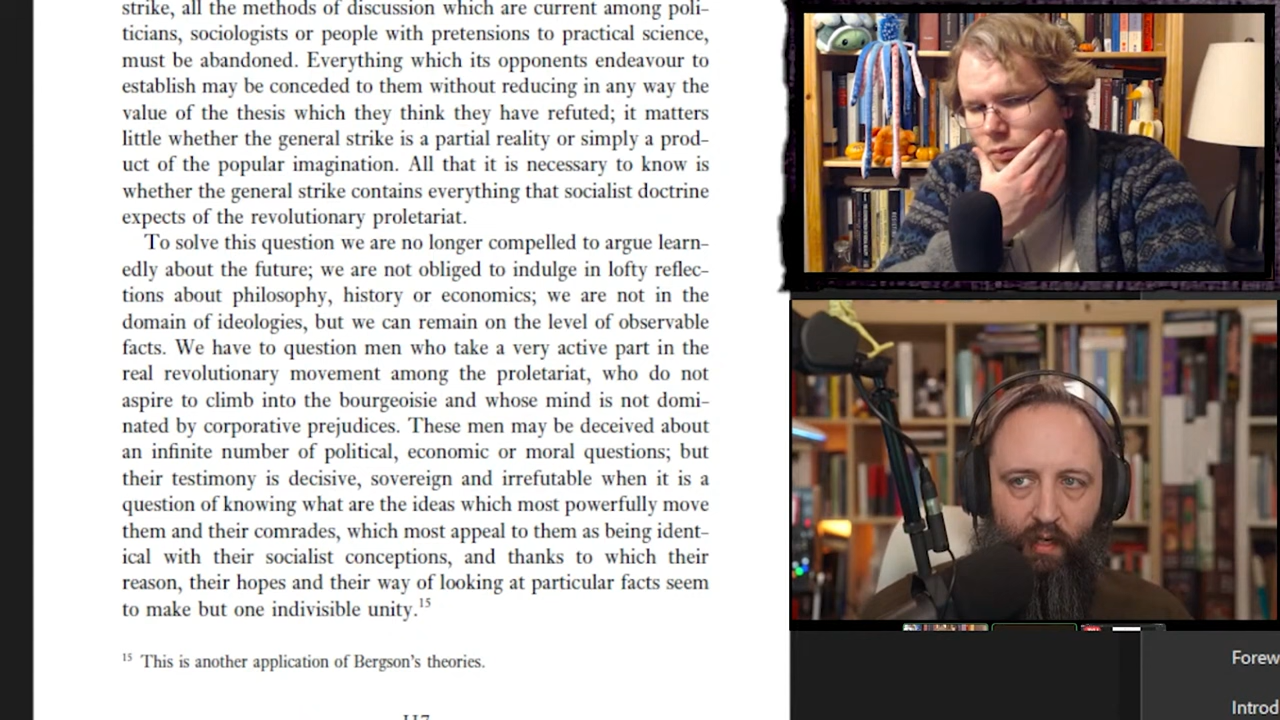 strike, all the methods of discussion which are current among poli-
ticians, sociologists or people with pretensions to practical science,
must be abandoned. Everything which its opponents endeavour to
establish may be conceded to them without reducing in any way the
value of the thesis which they think they have refuted; it matters
little whether the general strike is a partial reality or simply a prod-
uct of the popular imagination. All that it is necessary to know is
whether the general strike contains everything that socialist doctrine
expects of the revolutionary proletariat.
To solve this question we are no longer compelled to argue learn-
edly about the future; we are not obliged to indulge in lofty reflec-
tions about philosophy, history or economics; we are not in the
domain of ideologies, but we can remain on the level of observable
facts. We have to question men who take a very active part in the
real revolutionary movement among the proletariat, who do not
aspire to climb into the bourgeoisie and whose mind is not domi-
nated by corporative prejudices. These men may be deceived about
an infinite number of political, economic or moral questions; but
their testimony is decisive, sovereign and irrefutable when it is a
question of knowing what are the ideas which most powerfully move
them and their comrades, which most appeal to them as being ident-
ical with their socialist conceptions, and thanks to which their
reason, their hopes and their way of looking at particular facts seem
to make but one indivisible unity.15
15 This is another application of Bergson's theories.
117
Forew
Introd